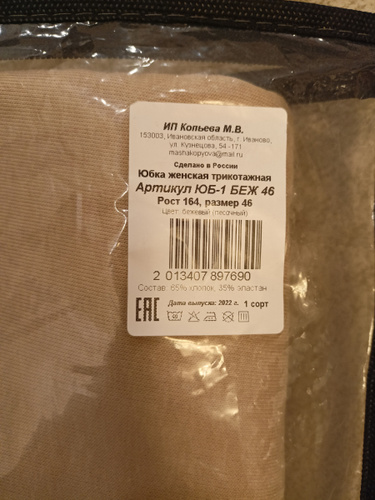 ИП Копьева М.В.
153003, Ивановская область, г. Иваново,
ул. Кузнецова, 54 -171
mashakopyova@mail.ru
Сделано в России
Юбка женская трикотажная
Артикул ЮБ-1 БЕЖ 46
Рост 164, размер 46
Цвет: бежевый (песочный)
2 013407 897690
Состав: 65% хлопок, 35% эластан
ЕАС
Дата выпуска: 2022 г. 1 сорт